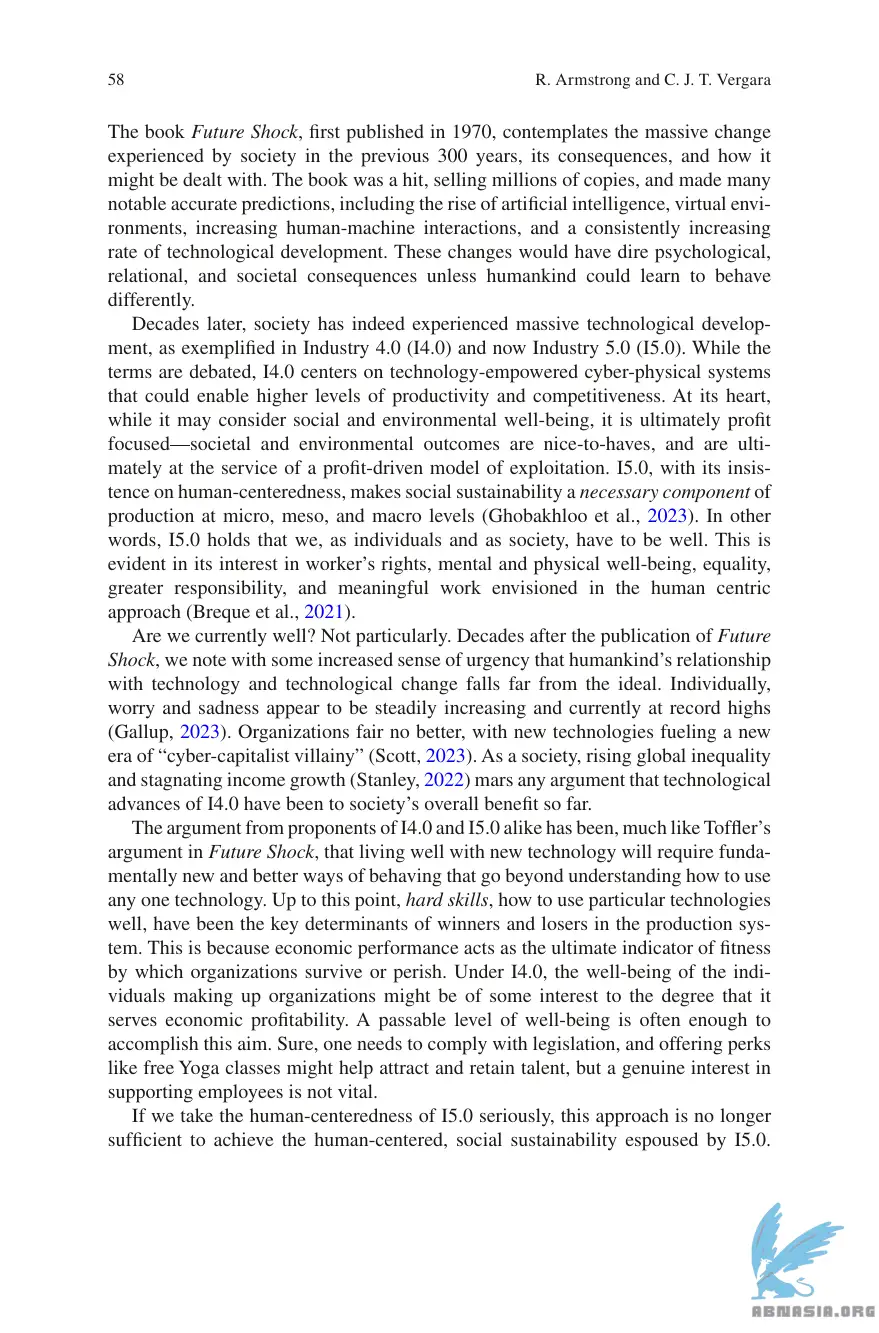 58 R. Armstrong and C. J. T. Vergara
The book Future Shock, first published in 1970, contemplates the massive change
experienced by society in the previous 300 years, its consequences, and how it
might be dealt with. The book was a hit, selling millions of copies, and made many
notable accurate predictions, including the rise of artificial intelligence, virtual envi-
ronments, increasing human-machine interactions, and a consistently increasing
rate of technological development. These changes would have dire psychological,
relational, and societal consequences unless humankind could learn to behave
differently.
Decades later, society has indeed experienced massive technological develop-
ment, as exemplified in Industry 4.0 (I4.0) and now Industry 5.0 (I5.0). While the
terms are debated, I4.0 centers on technology-empowered cyber-physical systems
that could enable higher levels of productivity and competitiveness. At its heart,
while it may consider social and environmental well-being, it is ultimately profit
focused—societal and environmental outcomes are nice-to-haves, and are ulti-
mately at the service of a profit-driven model of exploitation. I5.0, with its insis-
tence on human-centeredness, makes social sustainability a necessary component of
production at micro, meso, and macro levels (Ghobakhloo et al., 2023). In other
words, I5.0 holds that we, as individuals and as society, have to be well. This is
evident in its interest in worker's rights, mental and physical well-being, equality,
greater responsibility, and meaningful work envisioned in the human centric
approach (Breque et al., 2021).
Are we currently well? Not particularly. Decades after the publication of Future
Shock, we note with some increased sense of urgency that humankind's relationship
with technology and technological change falls far from the ideal. Individually,
worry and sadness appear to be steadily increasing and currently at record highs
(Gallup, 2023). Organizations fair no better, with new technologies fueling a new
era of "cyber-capitalist villainy" (Scott, 2023). As a society, rising global inequality
and stagnating income growth (Stanley, 2022) mars any argument that technological
advances of I4.0 have been to society's overall benefit so far.
The argument from proponents of I4.0 and I5.0 alike has been, much like Toffler's
argument in Future Shock, that living well with new technology will require funda-
mentally new and better ways of behaving that go beyond understanding how to use
any one technology. Up to this point, hard skills, how to use particular technologies
well, have been the key determinants of winners and losers in the production sys-
tem. This is because economic performance acts as the ultimate indicator of fitness
by which organizations survive or perish. Under I4.0, the well-being of the indi-
viduals making up organizations might be of some interest to the degree that it
serves economic profitability. A passable level of well-being is often enough to
accomplish this aim. Sure, one needs to comply with legislation, and offering perks
like free Yoga classes might help attract and retain talent, but a genuine interest in
supporting employees is not vital.
If we take the human-centeredness of I5.0 seriously, this approach is no longer
sufficient to achieve the human-centered, social sustainability espoused by I5.0.
ABNASIA.ORG